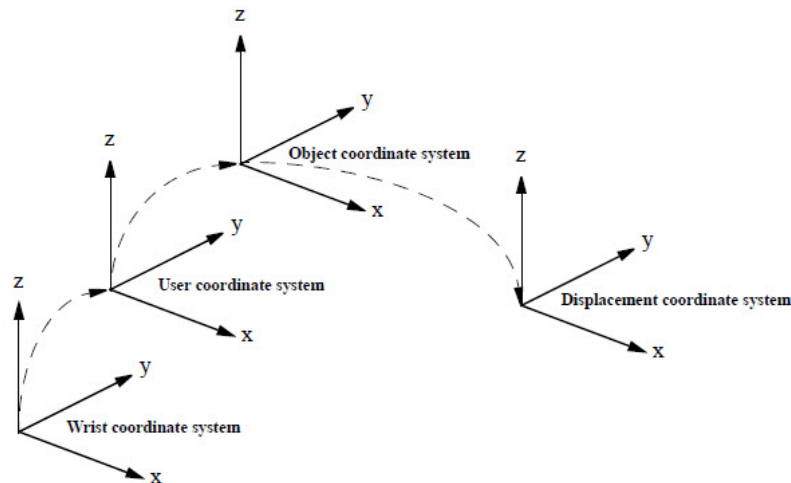 z
y
Object coordinate system
x
z
y
User coordinate system
x
z
y
Displacement coordinate system
x
z
y
Wrist coordinate system
x